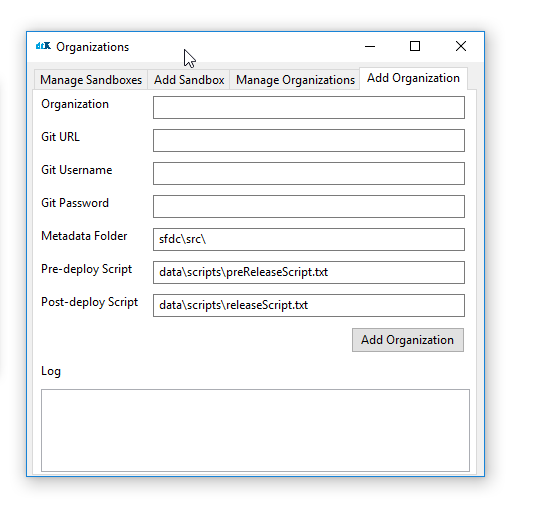 dtX Organizations
Manage Sandboxes Add Sandbox Manage Organizations Add Organization
Organization
Git URL
Git Username
Git Password
Metadata Folder sfdc\src\
Pre-deploy Script data\scripts\preReleaseScript.txt
Post-deploy Script data\scripts\releaseScript.txt
Add Organization
Log